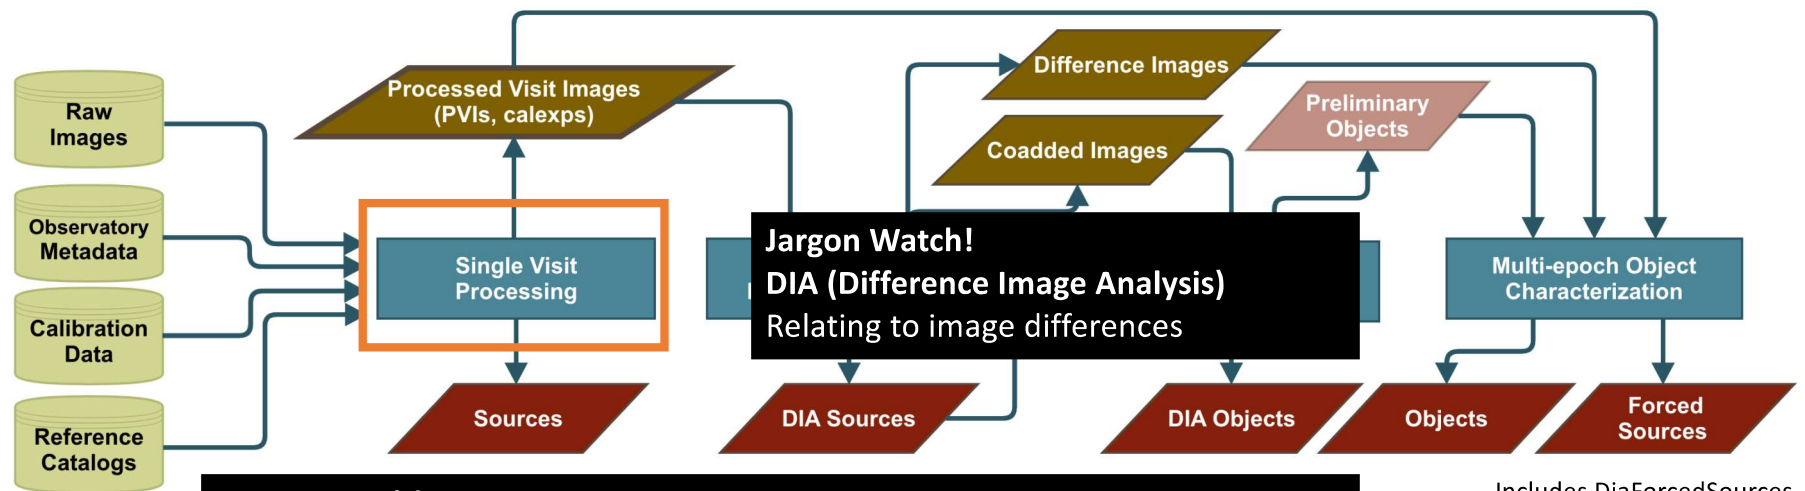 Processed Visit Images
(PVIs, calexps)
Difference Images
Preliminary
Objects
Coadded Images
Raw
Images
Observatory
Metadata
Calibration
Data
Reference
Catalogs
Single Visit
Processing
Jargon Watch!
DIA (Difference Image Analysis)
Relating to image differences
Multi-epoch Object
Characterization
Sources
DIA Sources
DIA Objects
Objects
Forced
Sources
Includes DiaForcedSources